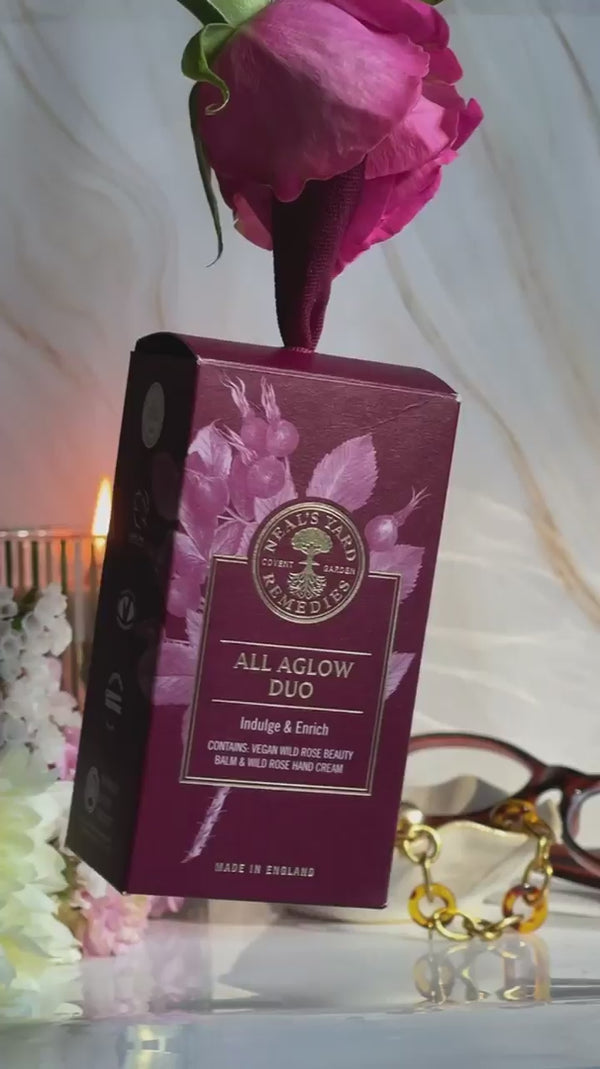 NEAL'S YARD
COVENT GARDEN
REMEDIES
ALL AGLOW
DUO
Indulge & Enrich
CONTAINS: VEGAN WILD ROSE BEAUTY
BALM & WILD ROSE HAND CREAM
MADE IN ENGLAND